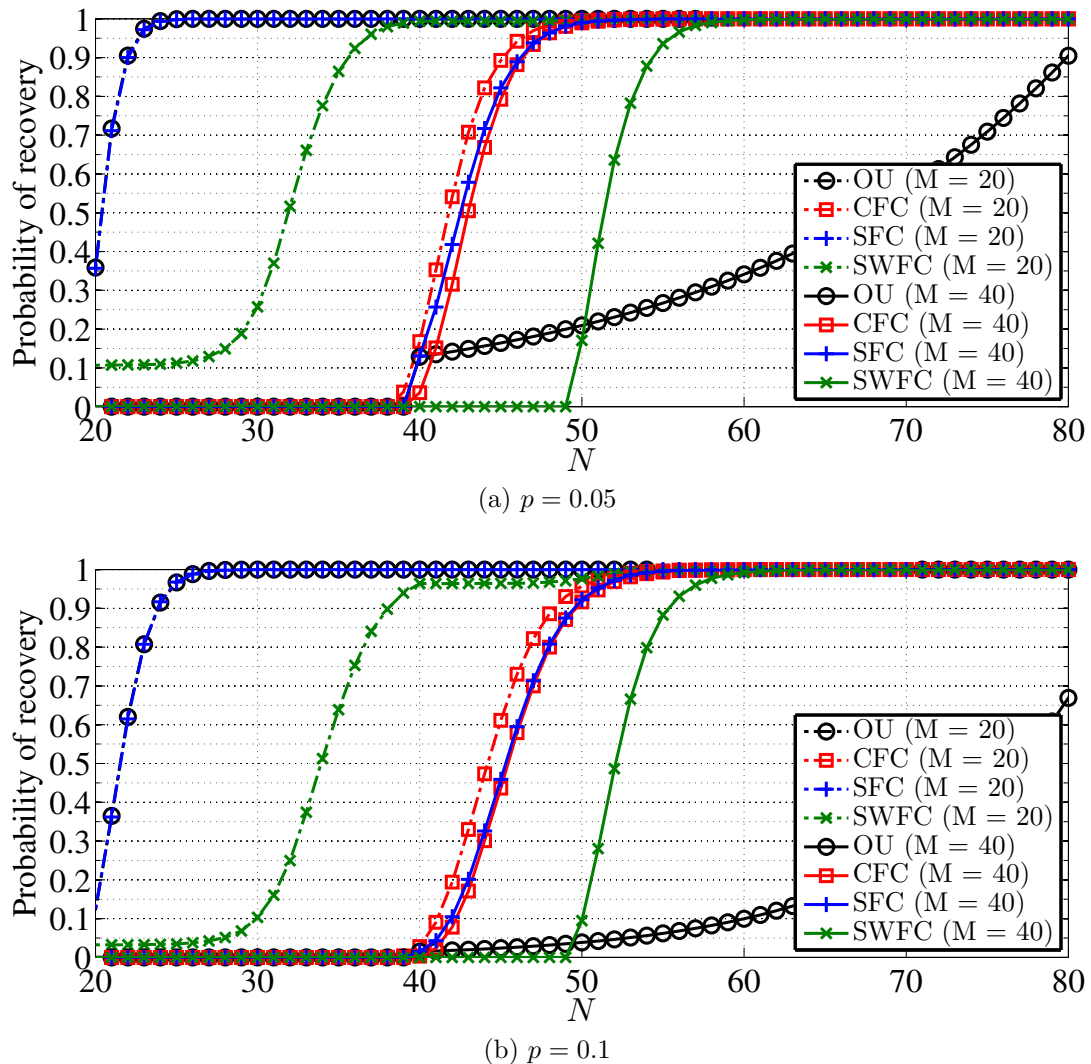 1
0.9
0.8
0.7
0.6
0.5
0.4
0.3
0.2
0.1
0
Probability of recovery
OU (M = 20)
CFC (M = 20)
SFC (M = 20)
SWFC (M = 20)
OU (M = 40)
CFC (M = 40)
SFC (M = 40)
SWFC (M = 40)
20 30 40 50 60 70 80
N
(a) p = 0.05
1
0.9
0.8
0.7
0.6
0.5
0.4
0.3
0.2
0.1
0
Probability of recovery
OU (M = 20)
CFC (M = 20)
SFC (M = 20)
SWFC (M = 20)
OU (M = 40)
CFC (M = 40)
SFC (M = 40)
SWFC (M = 40)
20 30 40 50 60 70 80
N
(b) p = 0.1